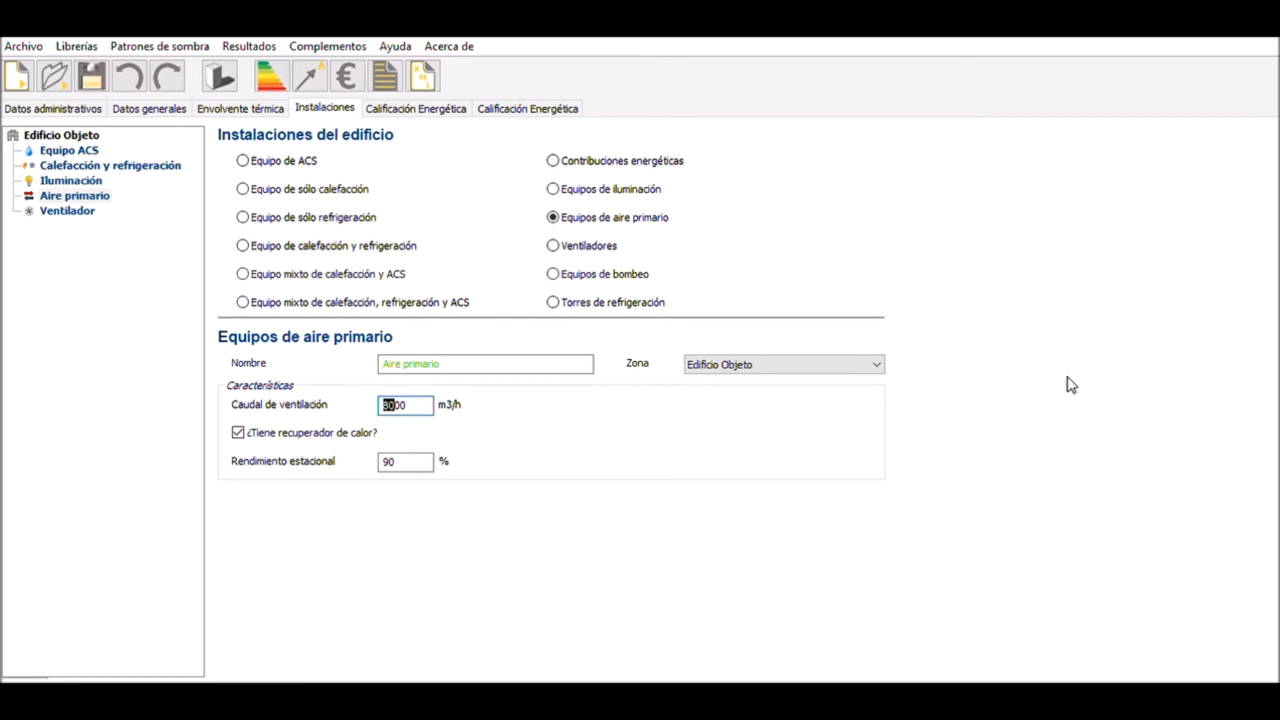 Archivo Librerías Patrones de sombra Resultados Complementos Ayuda Acerca de
Datos administrativos Datos generales Envolvente térmica Instalaciones Calificación Energética Calificación Energética
Edificio Objeto
Equipo ACS
Calefacción y refrigeración
Iluminación
Aire primario
Ventilador
Instalaciones del edificio
Equipo de ACS Contribuciones energéticas
Equipo de sólo calefacción Equipos de iluminación
Equipo de sólo refrigeración Equipos de aire primario
Equipo de calefacción y refrigeración Ventiladores
Equipo mixto de calefacción y ACS Equipos de bombeo
Equipo mixto de calefacción, refrigeración y ACS Torres de refrigeración
Equipos de aire primario
Nombre Aire primario Zona Edificio Objeto
Características
Caudal de ventilación 8000 m3/h
¿Tiene recuperador de calor?
Rendimiento estacional 90 %